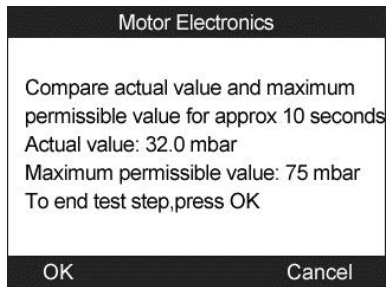 Motor Electronics
Compare actual value and maximum
permissible value for approx 10 seconds
Actual value: 32.0 mbar
Maximum permissible value: 75 mbar
To end test step,press OK
OK Cancel